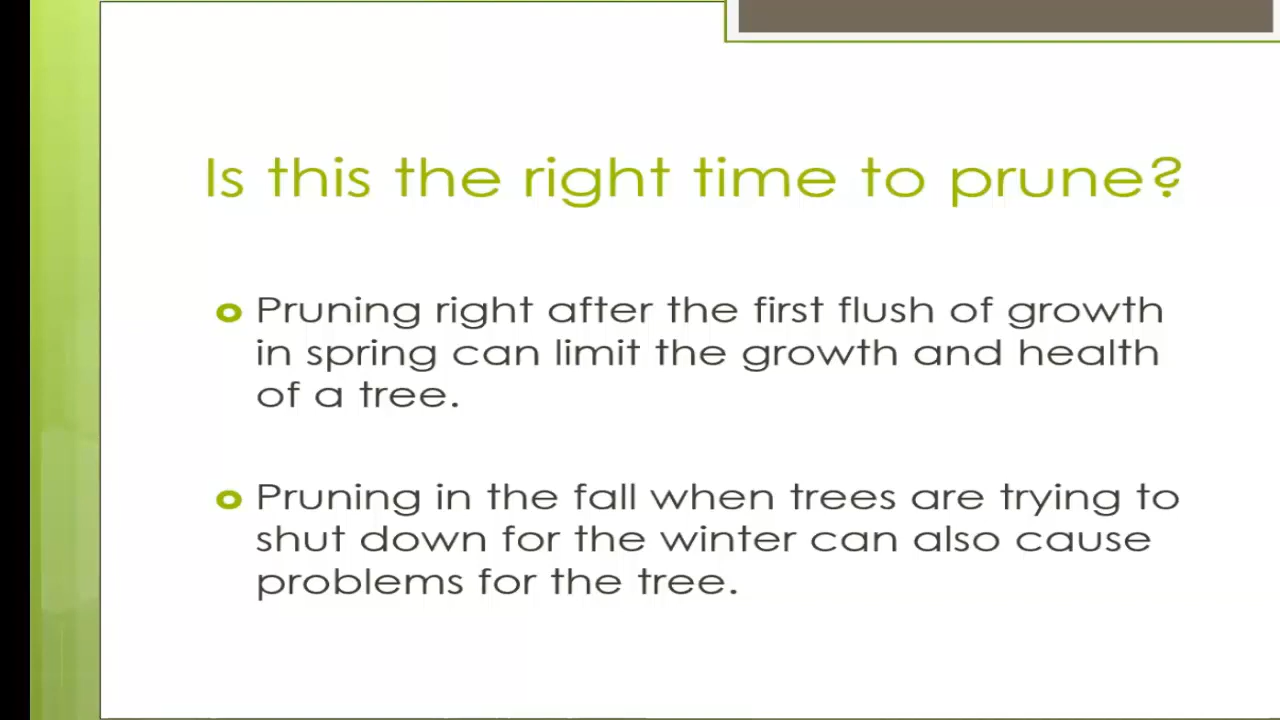 Is this the right time to prune?
Pruning right after the first flush of growth
in spring can limit the growth and health
of a tree.
Pruning in the fall when trees are trying to
shut down for the winter can also cause
problems for the tree.